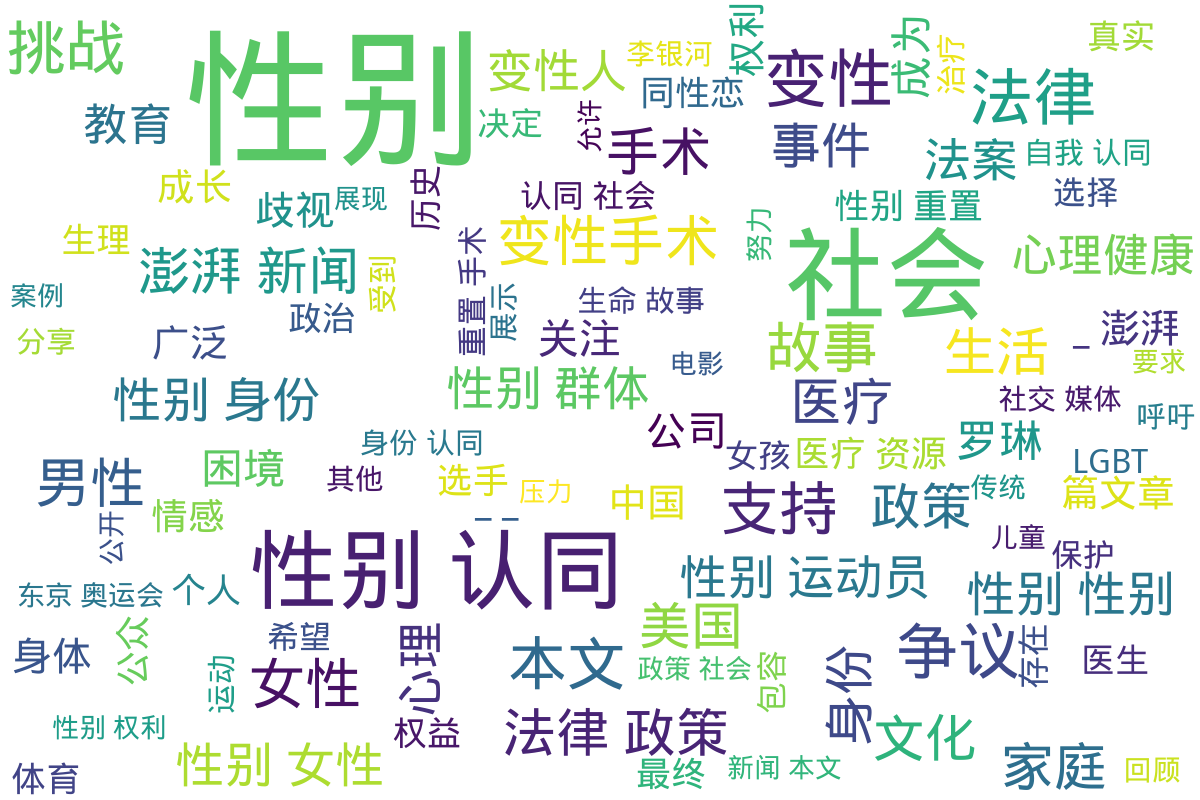 挑战
性别
变性人
李银河
权利
变性
成为
治疗
真实
教育
同性恋
决定
允许
手术
事件
法律
法案
自我 认同
成长
歧视
展现
历史
认同 社会
选择
性别 重置
生理
澎湃 新闻
受到
重置 手术
变性手术
努力
社会
心理健康
案例
政治
展示
生命 故事
分享
广泛
关注
故事
生活
_
澎湃
电影
要求
性别 身份
性别 群体
医疗
社交 媒体
呼吁
公司
身份 认同
女孩
医疗 资源
罗琳
LGBT
男性
困境
其他
选手
压力
中国
支持
政策
传统
篇文章
情感
公开
_ _
儿童
保护
性别 认同
性别 运动员
性别 性别
东京 奥运会
个人
公众
希望
心理
美国
争议
存在
医生
身体
运动
女性
本文
政策 社会
包容
身份
性别 权利
权益
法律 政策
文化
性别 女性
体育
最终
新闻 本文
家庭
回顾